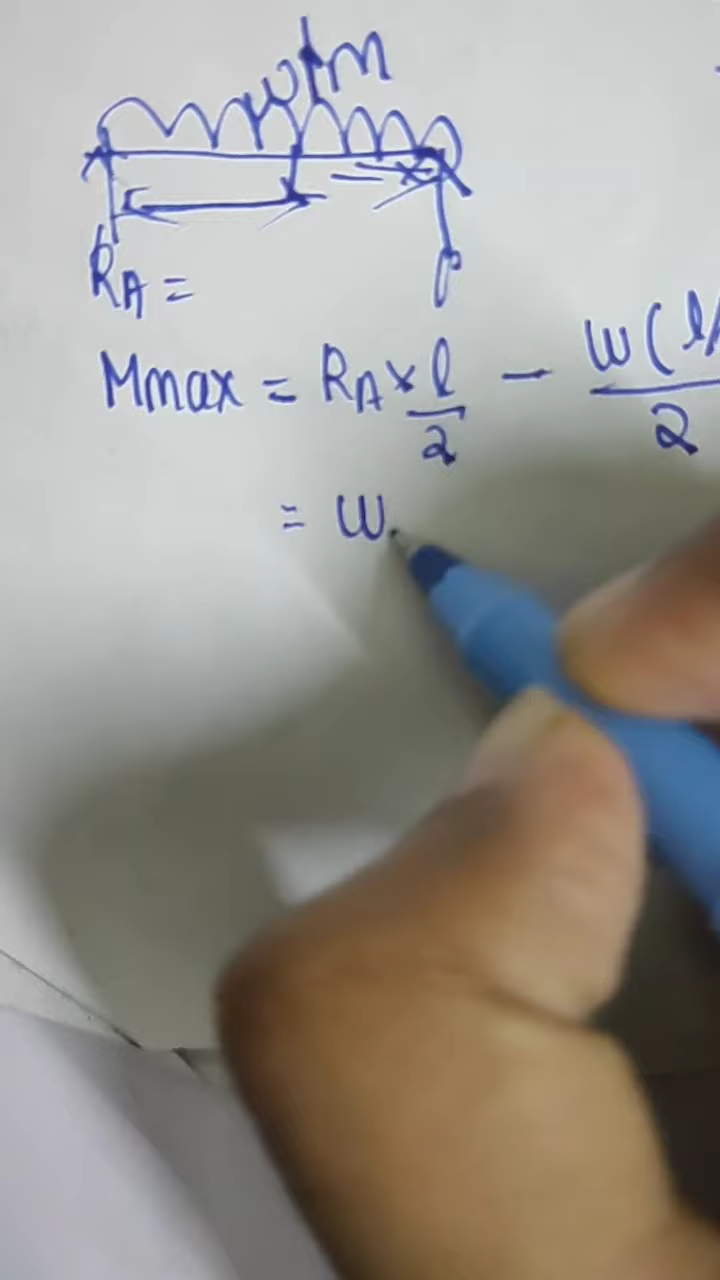 w/m
RA =
Mmax = RA × l/2 - w(l/ 2
= w